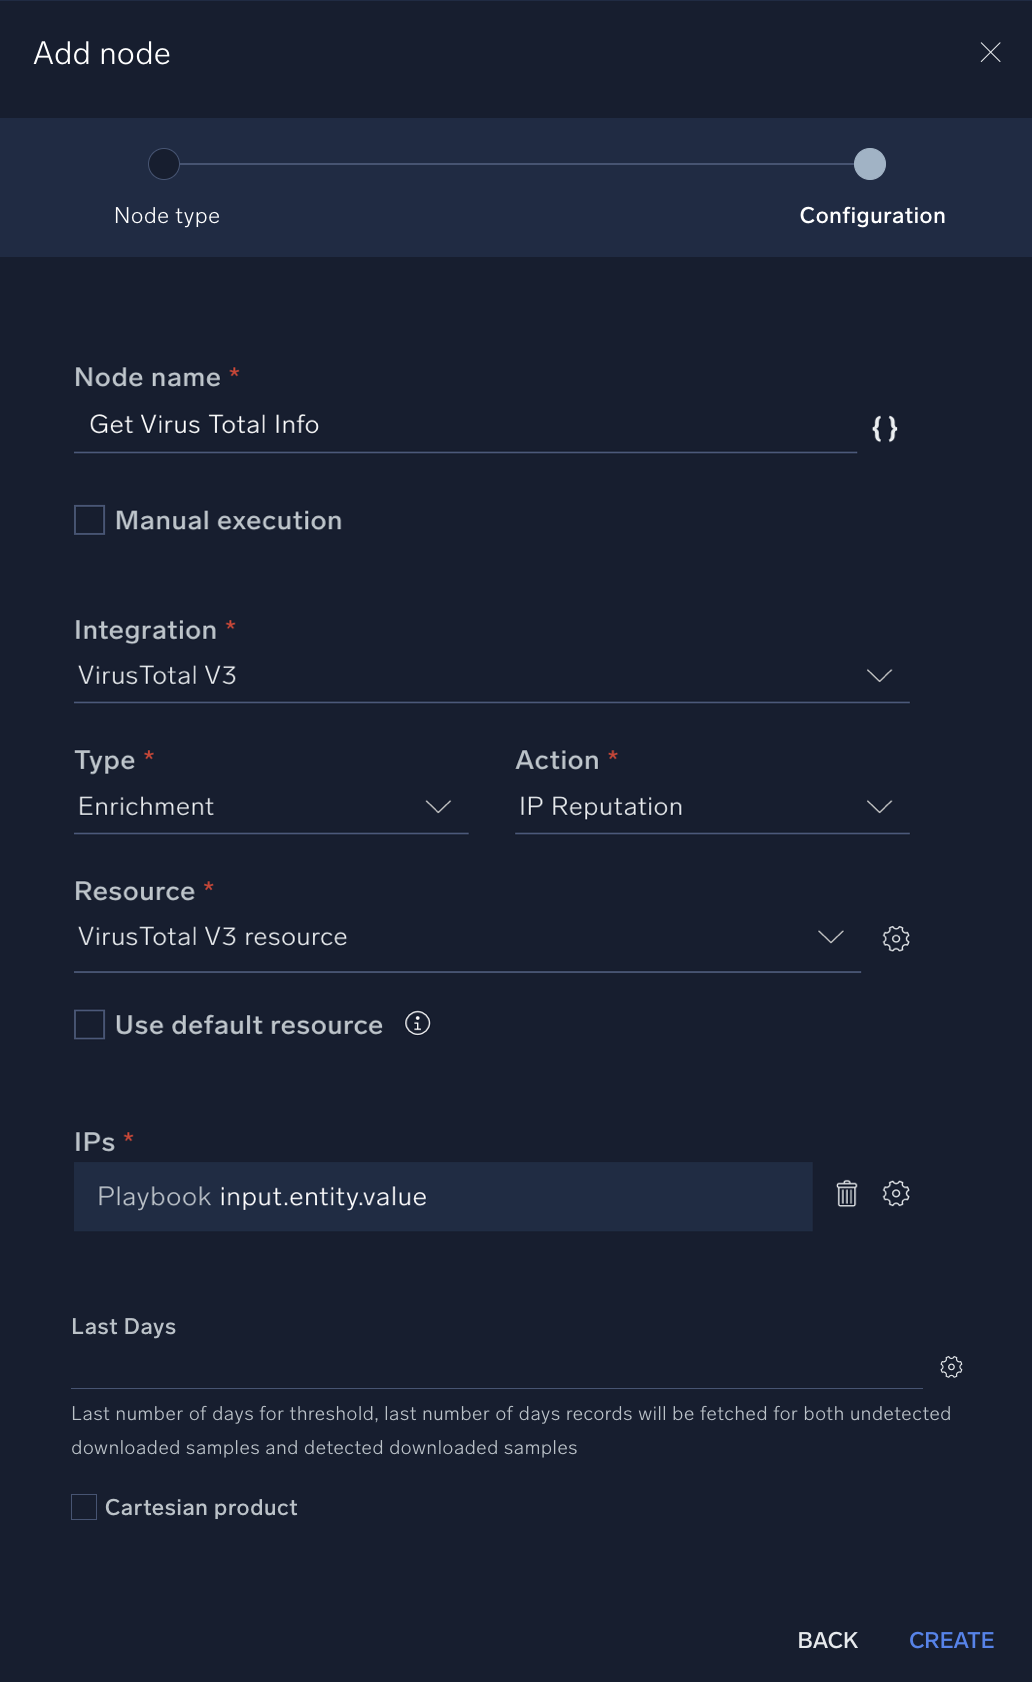 Add node
Node type
Configuration
Node name *
Get Virus Total Info
{ }
Manual execution
Integration *
VirusTotal V3
Type *
Action *
Enrichment
IP Reputation
Resource *
VirusTotal V3 resource
Use default resource
IPs *
Playbook input.entity.value
Last Days
Last number of days for threshold, last number of days records will be fetched for both undetected
downloaded samples and detected downloaded samples
Cartesian product
BACK
CREATE